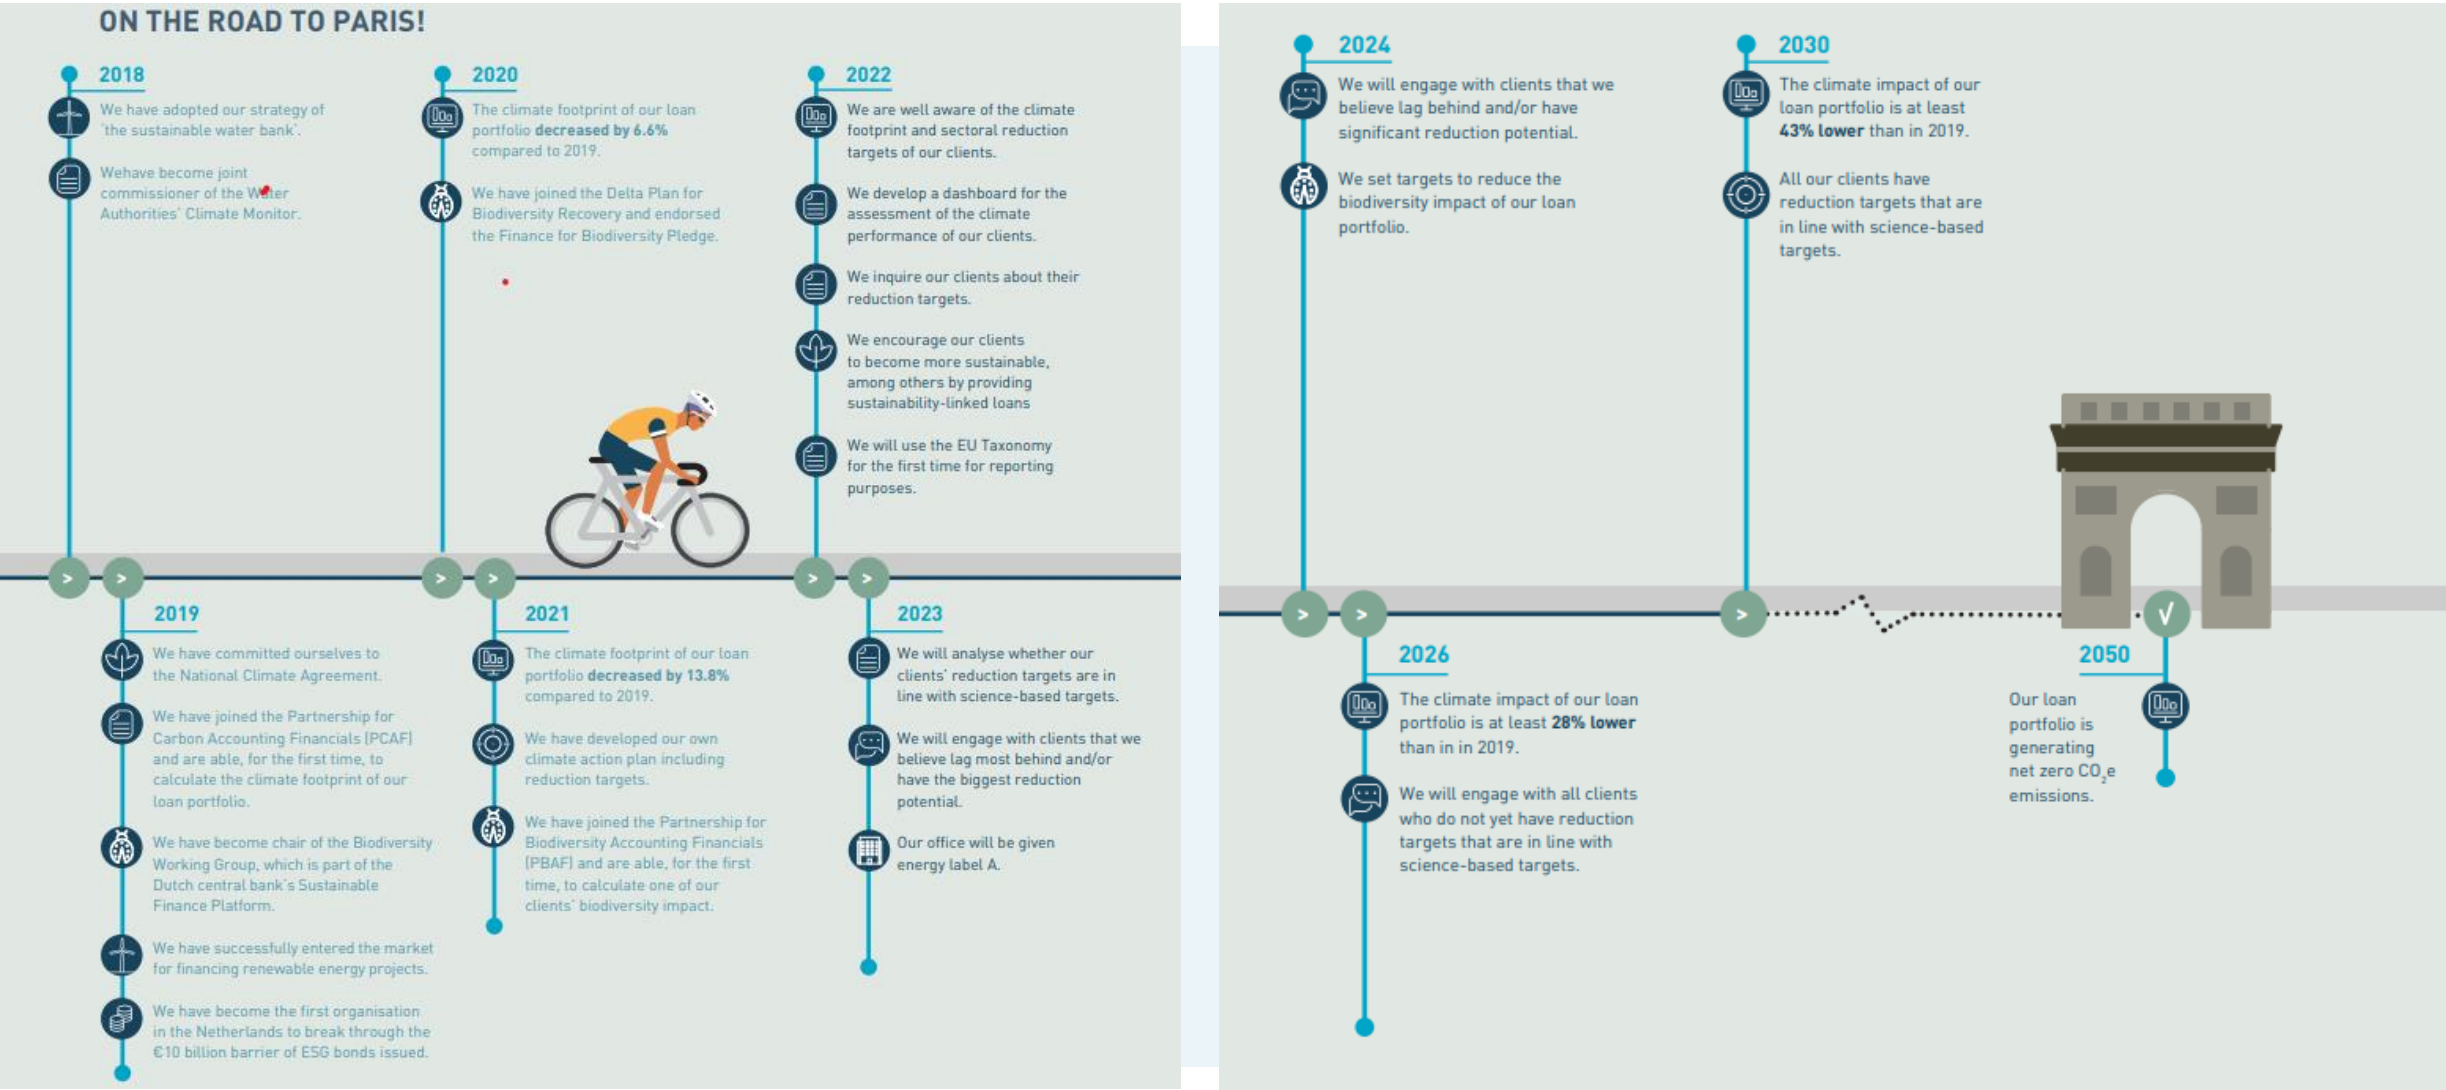 ON THE ROAD TO PARIS!
2018
We have adopted our strategy of
'the sustainable water bank'.
Wehave become joint
commissioner of the Water
Authorities' Climate Monitor.
2020
The climate footprint of our loan
portfolio decreased by 6.6%
compared to 2019.
We have joined the Delta Plan for
Biodiversity Recovery and endorsed
the Finance for Biodiversity Pledge.
2022
We are well aware of the climate
footprint and sectoral reduction
targets of our clients.
We develop a dashboard for the
assessment of the climate
performance of our clients.
We inquire our clients about their
reduction targets.
We encourage our clients
to become more sustainable,
among others by providing
sustainability-linked loans
We will use the EU Taxonomy
for the first time for reporting
purposes.
2019
We have committed ourselves to
the National Climate Agreement.
We have joined the Partnership for
Carbon Accounting Financials (PCAF)
and are able, for the first time, to
calculate the climate footprint of our
loan portfolio.
We have become chair of the Biodiversity
Working Group, which is part of the
Dutch central bank's Sustainable
Finance Platform.
We have successfully entered the market
for financing renewable energy projects.
We have become the first organisation
in the Netherlands to break through the
€10 billion barrier of ESG bonds issued.
2021
The climate footprint of our loan
portfolio decreased by 13.8%
compared to 2019.
We have developed our own
climate action plan including
reduction targets.
We have joined the Partnership for
Biodiversity Accounting Financials
(PBAF) and are able, for the first
time, to calculate one of our
clients' biodiversity impact.
2023
We will analyse whether our
clients' reduction targets are in
line with science-based targets.
We will engage with clients that we
believe lag most behind and/or
have the biggest reduction
potential.
Our office will be given
energy label A.
2024
We will engage with clients that we
believe lag behind and/or have
significant reduction potential.
We set targets to reduce the
biodiversity impact of our loan
portfolio.
2030
The climate impact of our
loan portfolio is at least
43% lower than in 2019.
All our clients have
reduction targets that are
in line with science-based
targets.
2026
The climate impact of our loan
portfolio is at least 28% lower
than in in 2019.
We will engage with all clients
who do not yet have reduction
targets that are in line with
science-based targets.
2050
Our loan
portfolio is
generating
net zero CO₂e
emissions.